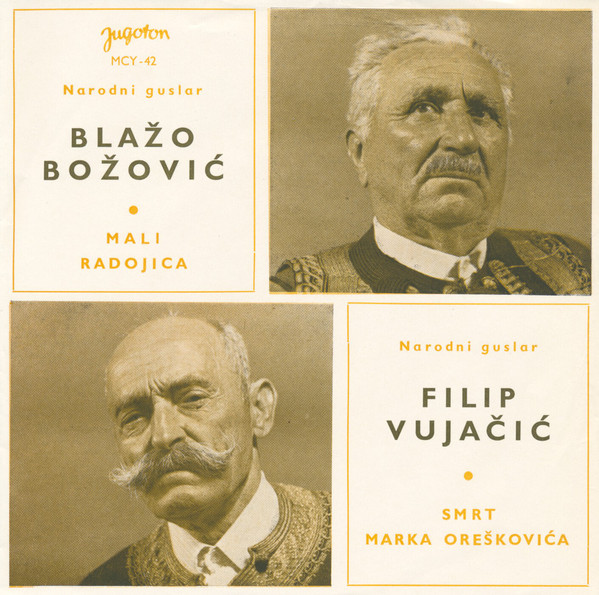 Jugoton
MCY-42
Narodni guslar
BLAŽO
BOŽOVIĆ
MALI
RADOJICA
Narodni guslar
FILIP
VUJAČIĆ
SMRT
MARKA OREŠKOVIĆA